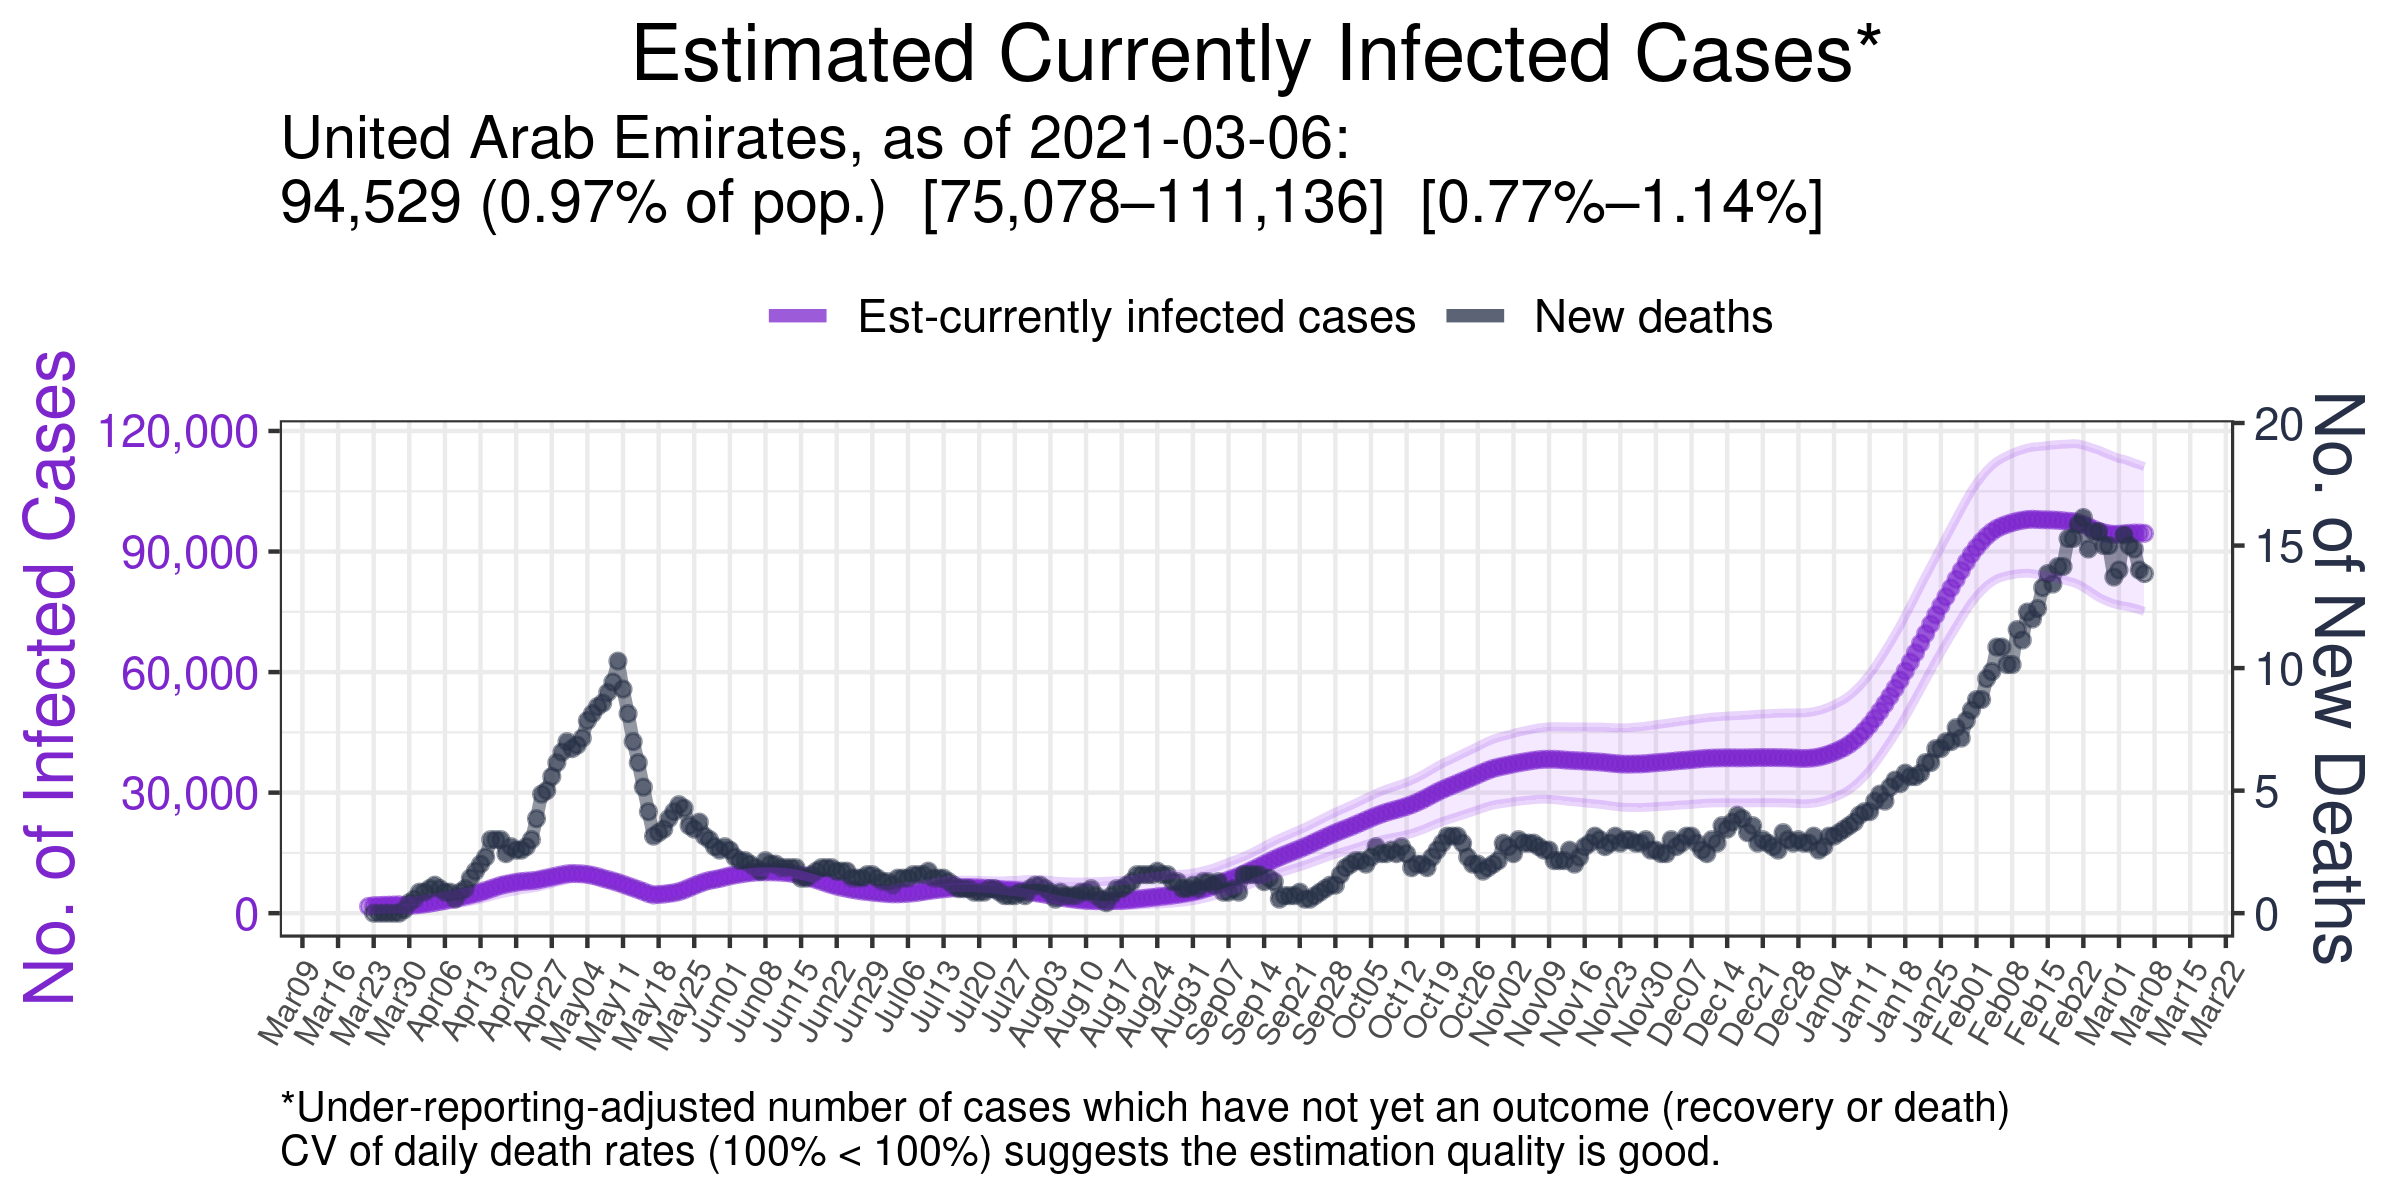 Estimated Currently Infected Cases*
United Arab Emirates, as of 2021-03-06:
94,529 (0.97% of pop.) [75,078–111,136] [0.77%–1.14%]
Est-currently infected cases
New deaths
No. of Infected Cases
120,000
90,000
60,000
30,000
0
No. of New Deaths
20
15
10
5
0
Mar09
Mar16
Mar23
Mar30
Apr06
Apr13
Apr20
Apr27
May04
May11
May18
May25
Jun01
Jun08
Jun15
Jun22
Jun29
Jul06
Jul13
Jul20
Jul27
Aug03
Aug10
Aug17
Aug24
Aug31
Sep07
Sep14
Sep21
Sep28
Oct05
Oct12
Oct19
Oct26
Nov02
Nov09
Nov16
Nov23
Nov30
Dec07
Dec14
Dec21
Dec28
Jan04
Jan11
Jan18
Jan25
Feb01
Feb08
Feb15
Feb22
Mar01
Mar08
Mar15
Mar22
*Under-reporting-adjusted number of cases which have not yet an outcome (recovery or death)
CV of daily death rates (100% < 100%) suggests the estimation quality is good.